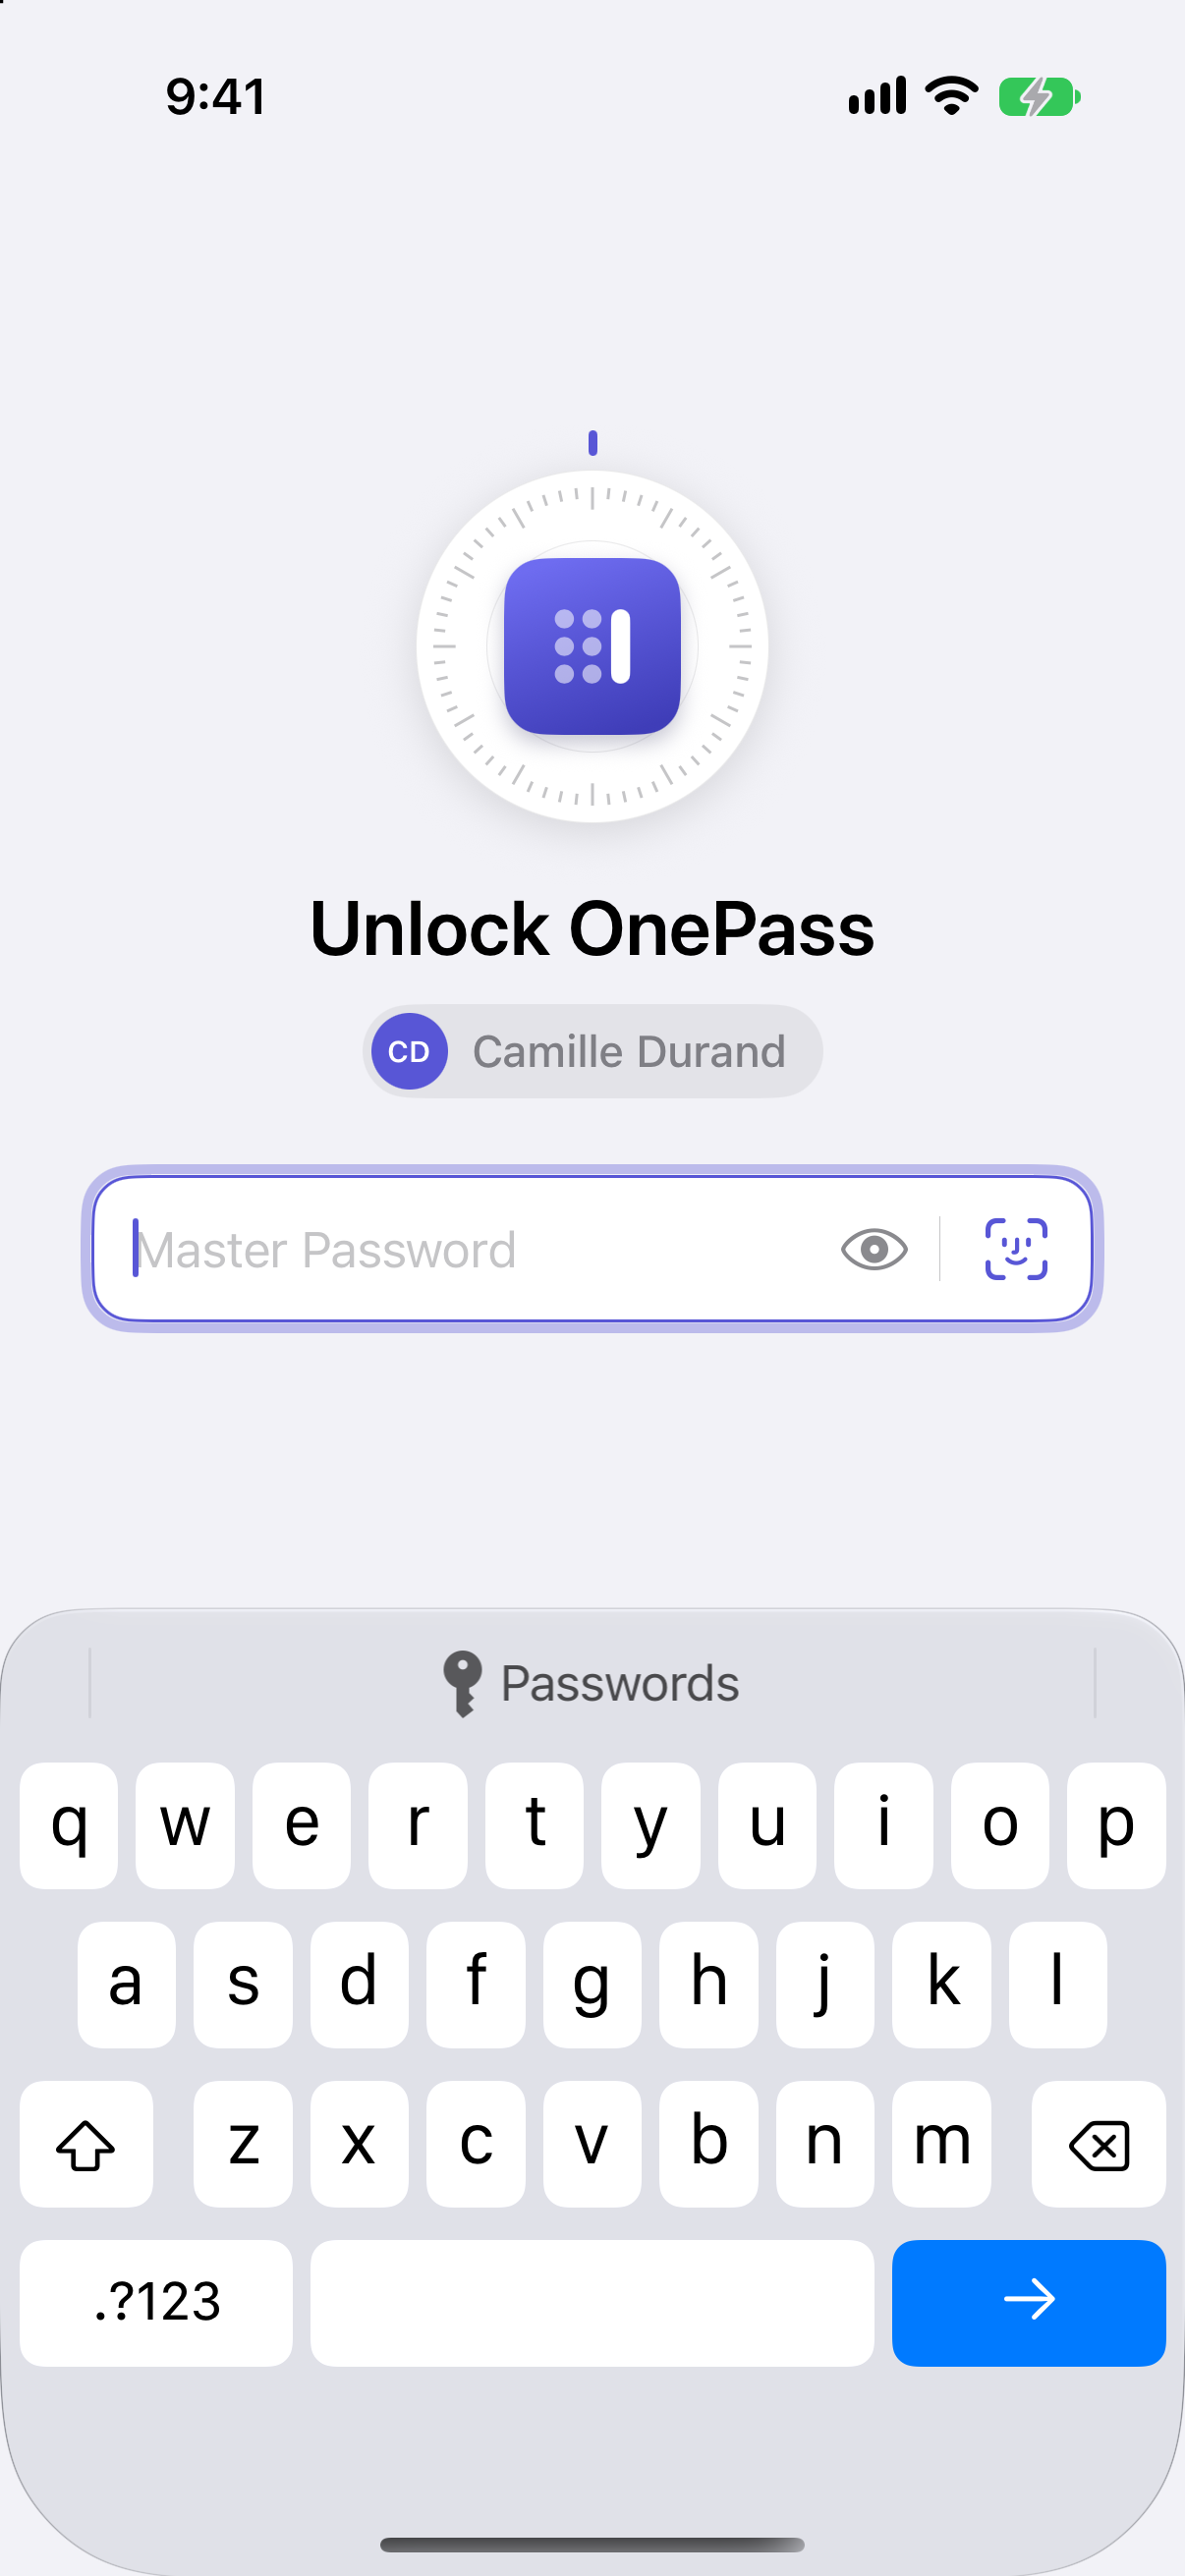 9:41
Unlock OnePass
CD Camille Durand
Master Password
Passwords
q w e r t y u i o p
a s d f g h j k l
z x c v b n m
.?123